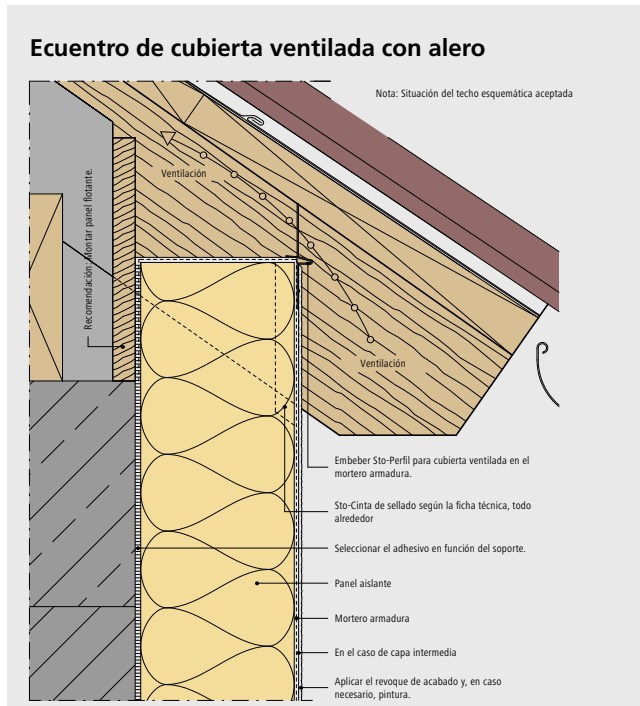 Ecuentro de cubierta ventilada con alero
Nota: Situación del techo esquemática aceptada
Ventilación
Recomendación: Montar panel flotante.
Ventilación
Embeber Sto-Perfil para cubierta ventilada en el
mortero armadura.
Sto-Cinta de sellado según la ficha técnica, todo
alrededor
Seleccionar el adhesivo en función del soporte.
Panel aislante
Mortero armadura
En el caso de capa intermedia
Aplicar el revoque de acabado y, en caso
necesario, pintura.